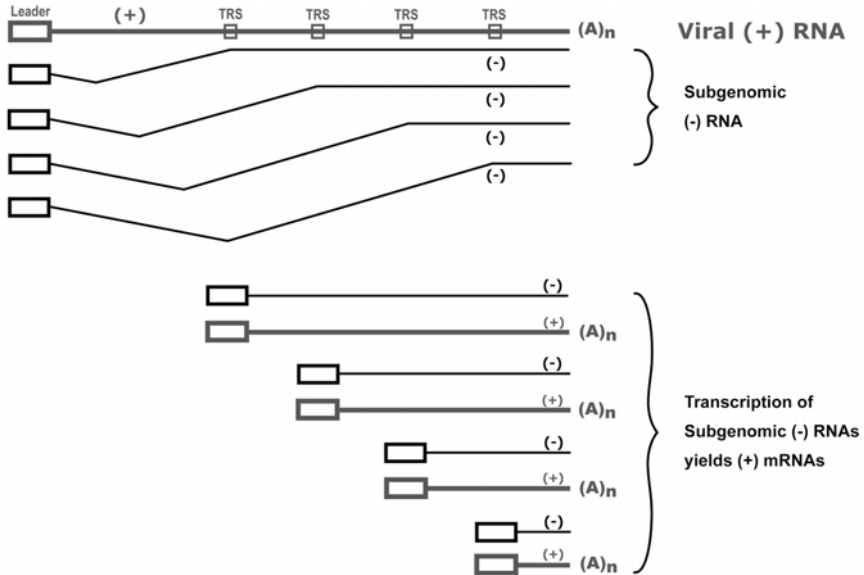 Leader (+) TRS TRS TRS TRS
(A)n Viral (+) RNA
(-)
(-)
(-)
(-)
Subgenomic
(-) RNA
(-)
(+) (A)n
(-)
(+) (A)n
(-)
(+) (A)n
(-)
(+) (A)n
Transcription of
Subgenomic (-) RNAs
yields (+) mRNAs